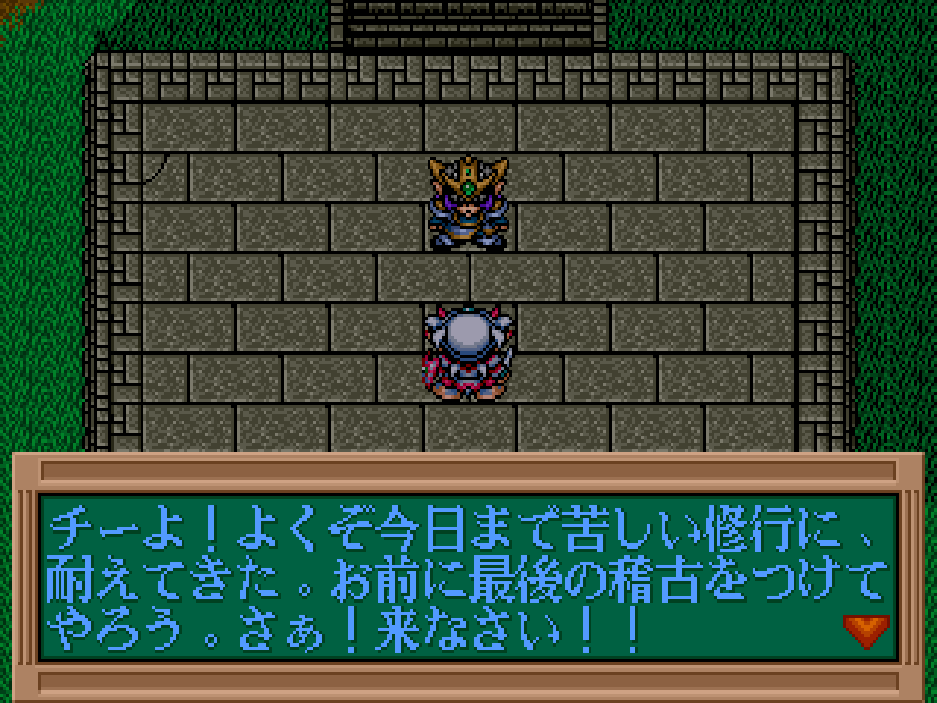 チーよ！よくぞ今日まで苦しい修行に、
耐えてきた。お前に最後の稽古をつけて
やろう。さぁ！来なさい！！